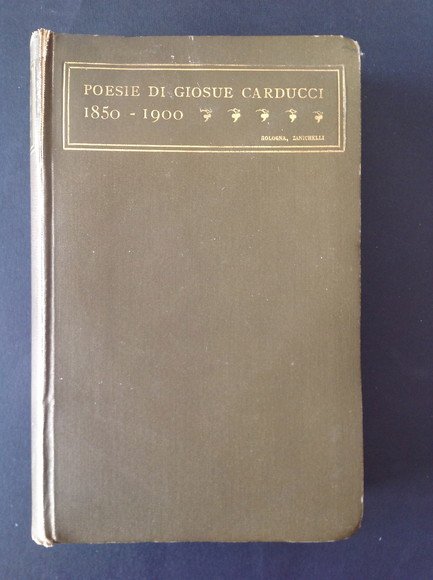 POESIE DI GIOSUE CARDUCCI
1850 - 1900
BOLOGNA, ZANICHELLI